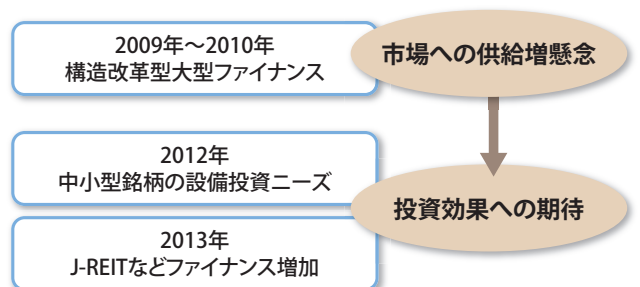 2009年～2010年
構造改革型大型ファイナンス
市場への供給増懸念
2012年
中小型銘柄の設備投資ニーズ
投資効果への期待
2013年
J-REITなどファイナンス増加